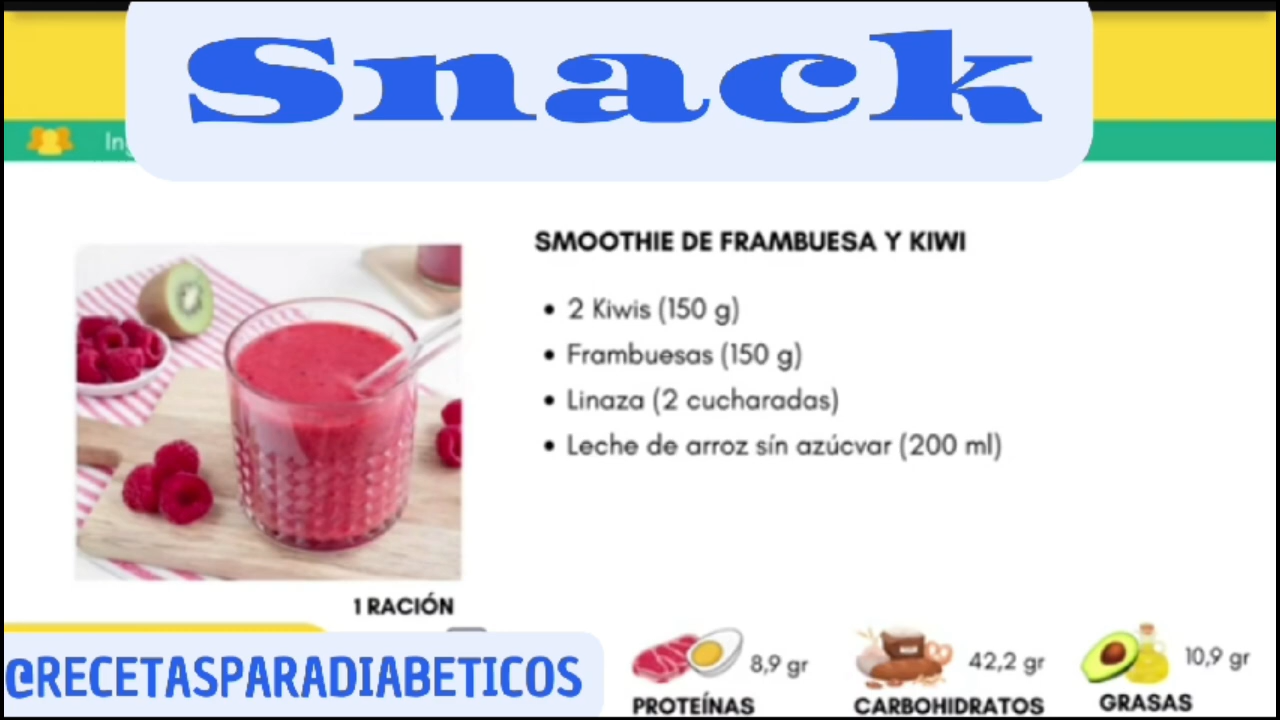 Snack
SMOOTHIE DE FRAMBUESA Y KIWI
• 2 Kiwis (150 g)
• Frambuesas (150 g)
• Linaza (2 cucharadas)
• Leche de arroz sín azúcvar (200 ml)
1 RACIÓN
@RECETASPARADIABETICOS
8,9 gr
PROTEÍNAS
42,2 gr
CARBOHIDRATOS
10,9 gr
GRASAS